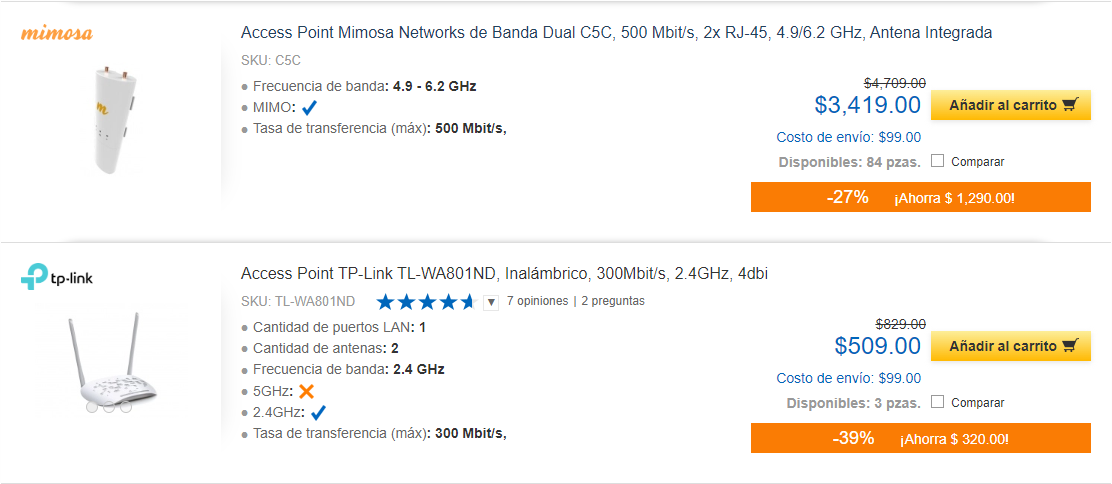 mimosa
Access Point Mimosa Networks de Banda Dual C5C, 500 Mbit/s, 2x RJ-45, 4.9/6.2 GHz, Antena Integrada
SKU: C5C
Frecuencia de banda: 4.9 - 6.2 GHz
MIMO:
Tasa de transferencia (máx): 500 Mbit/s,
$4,709.00
$3,419.00
Añadir al carrito
Costo de envío: $99.00
Disponibles: 84 pzas.
Comparar
-27% ¡Ahorra $ 1,290.00!
tp-link
Access Point TP-Link TL-WA801ND, Inalámbrico, 300Mbit/s, 2.4GHz, 4dbi
SKU: TL-WA801ND
7 opiniones | 2 preguntas
Cantidad de puertos LAN: 1
Cantidad de antenas: 2
Frecuencia de banda: 2.4 GHz
5GHz:
2.4GHz:
Tasa de transferencia (máx): 300 Mbit/s,
$829.00
$509.00
Añadir al carrito
Costo de envío: $99.00
Disponibles: 3 pzas.
Comparar
-39% ¡Ahorra $ 320.00!